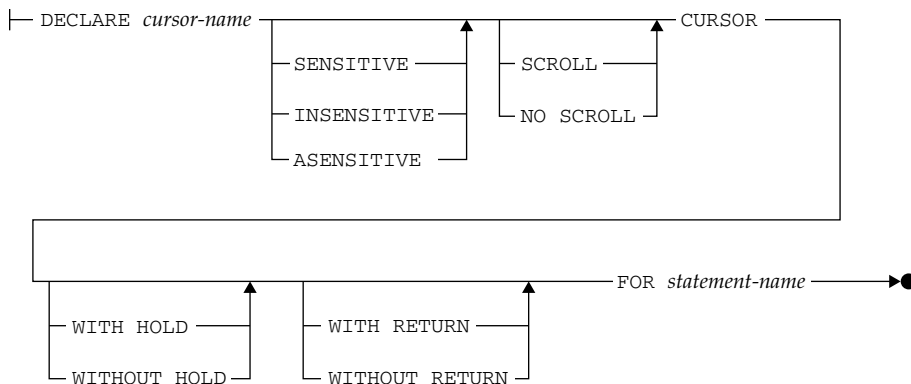 DECLARE cursor-name CURSOR
SENSITIVE SCROLL
INSENSITIVE NO SCROLL
ASENSITIVE
FOR statement-name
WITH HOLD WITH RETURN
WITHOUT HOLD WITHOUT RETURN